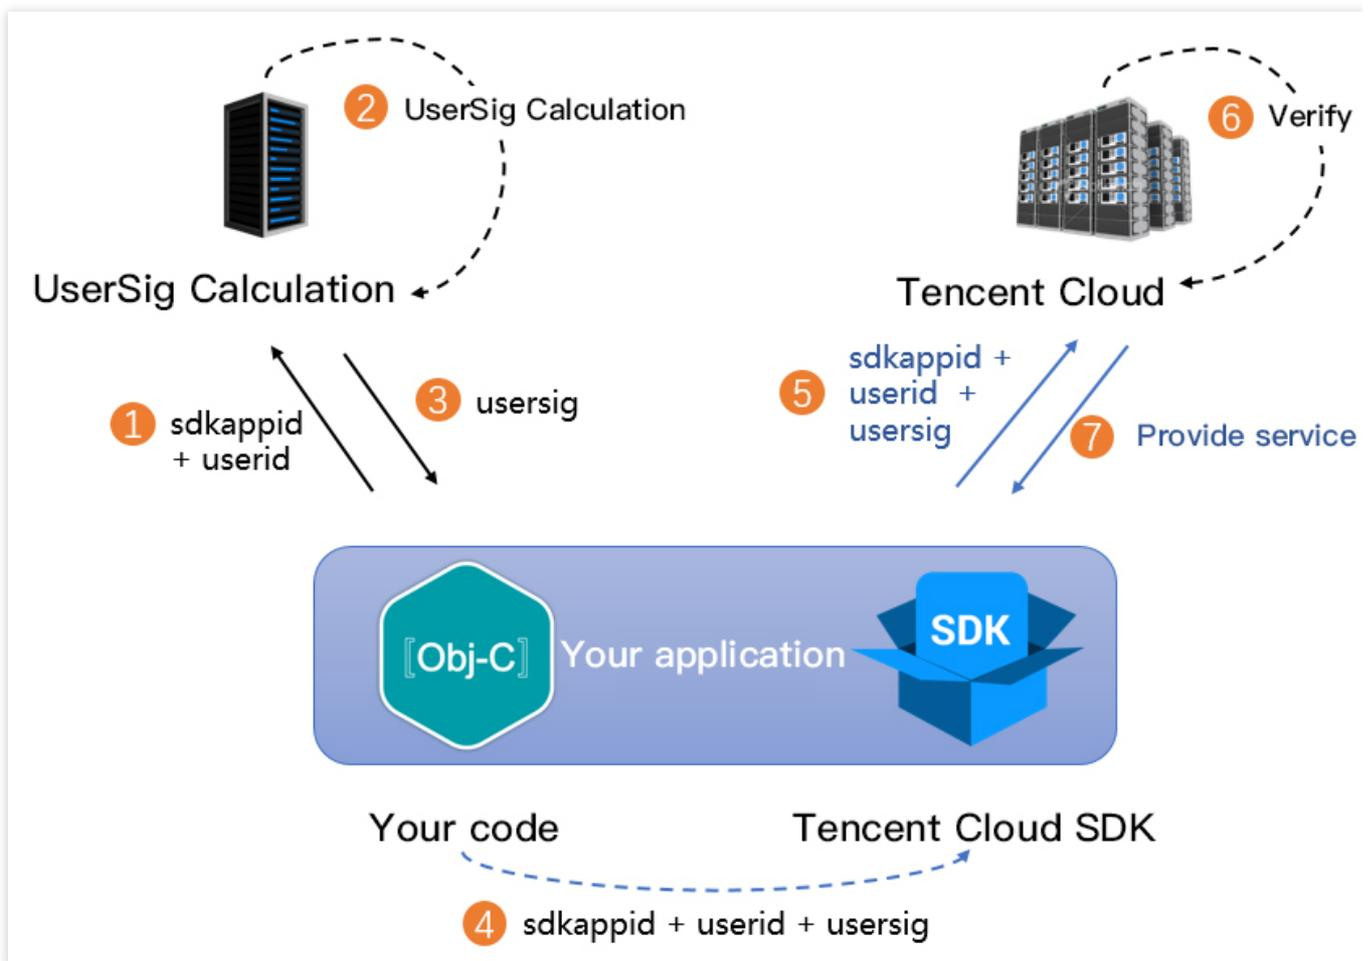 2 UserSig Calculation
6 Verify
UserSig Calculation
Tencent Cloud
1 sdkappid
+ userid
3 usersig
5 sdkappid +
userid +
usersig
7 Provide service
[Obj-C]
Your application
SDK
Your code
Tencent Cloud SDK
4 sdkappid + userid + usersig